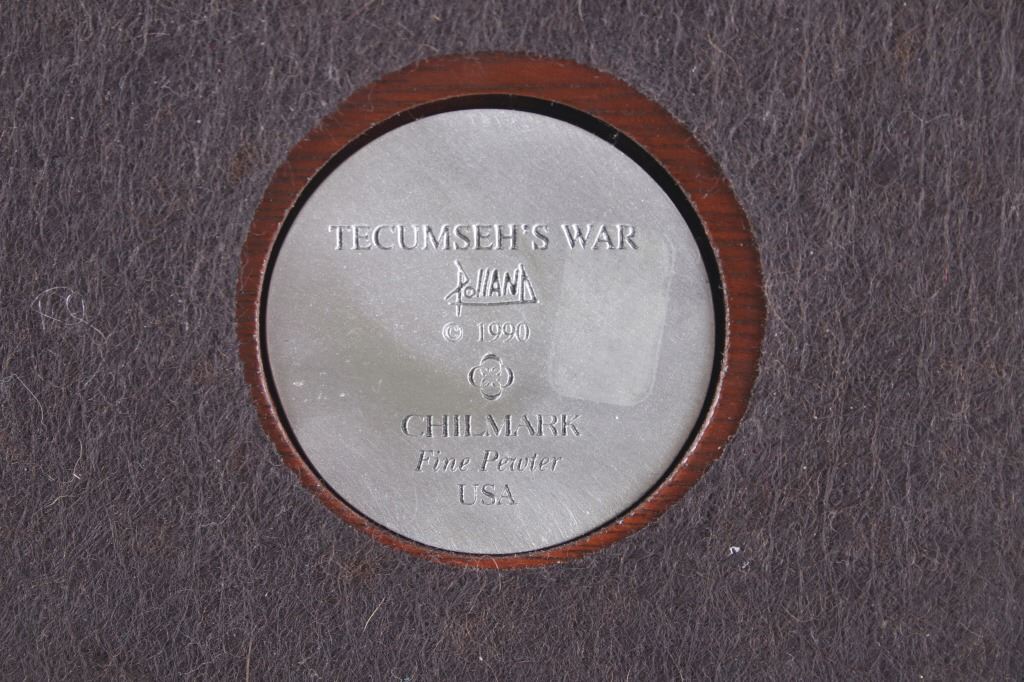 TECUMSEH'S WAR
Polland
© 1990
CHILMARK
Fine Pewter
USA